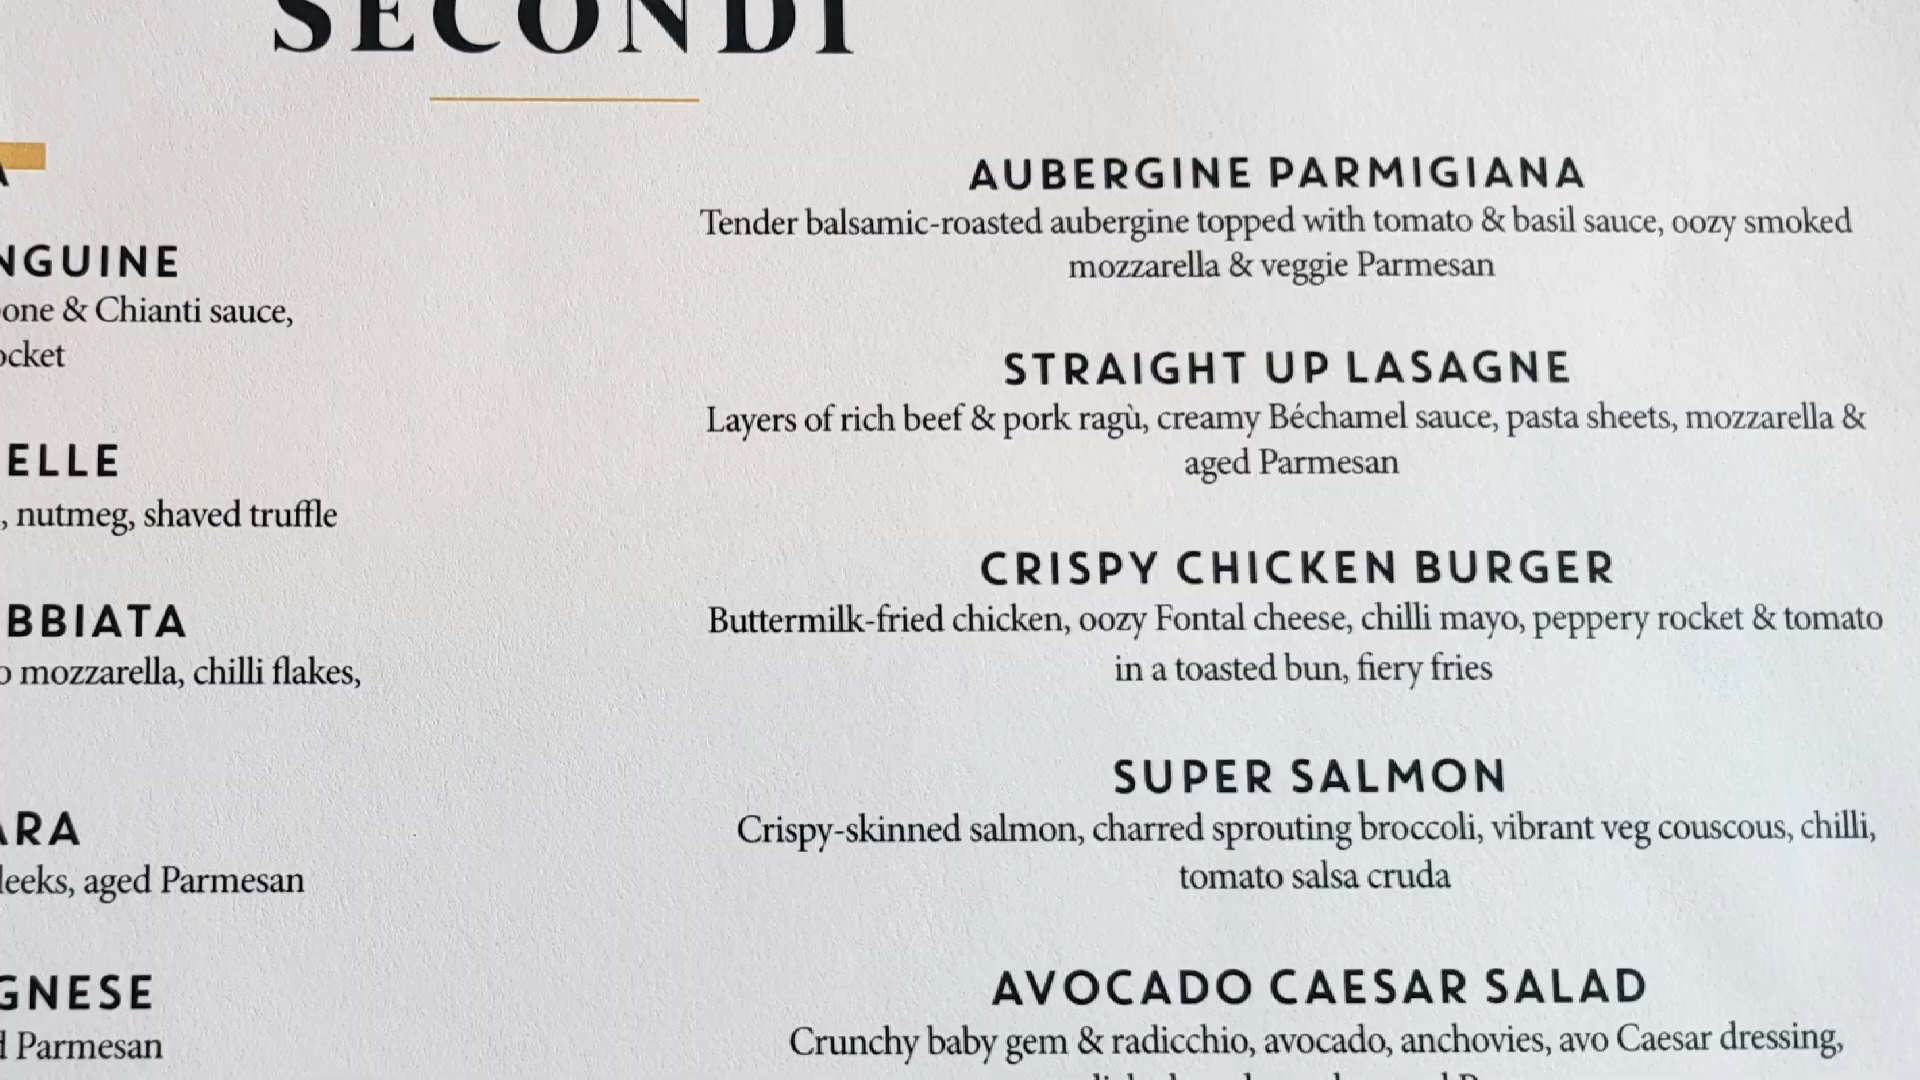 SECONDI
NGUINE
one & Chianti sauce,
ocket
ELLE
, nutmeg, shaved truffle
BBIATA
o mozzarella, chilli flakes,
ARA
leeks, aged Parmesan
GNESE
Parmesan
AUBERGINE PARMIGIANA
Tender balsamic-roasted aubergine topped with tomato & basil sauce, oozy smoked
mozzarella & veggie Parmesan
STRAIGHT UP LASAGNE
Layers of rich beef & pork ragù, creamy Béchamel sauce, pasta sheets, mozzarella &
aged Parmesan
CRISPY CHICKEN BURGER
Buttermilk-fried chicken, oozy Fontal cheese, chilli mayo, peppery rocket & tomato
in a toasted bun, fiery fries
SUPER SALMON
Crispy-skinned salmon, charred sprouting broccoli, vibrant veg couscous, chilli,
tomato salsa cruda
AVOCADO CAESAR SALAD
Crunchy baby gem & radicchio, avocado, anchovies, avo Caesar dressing,